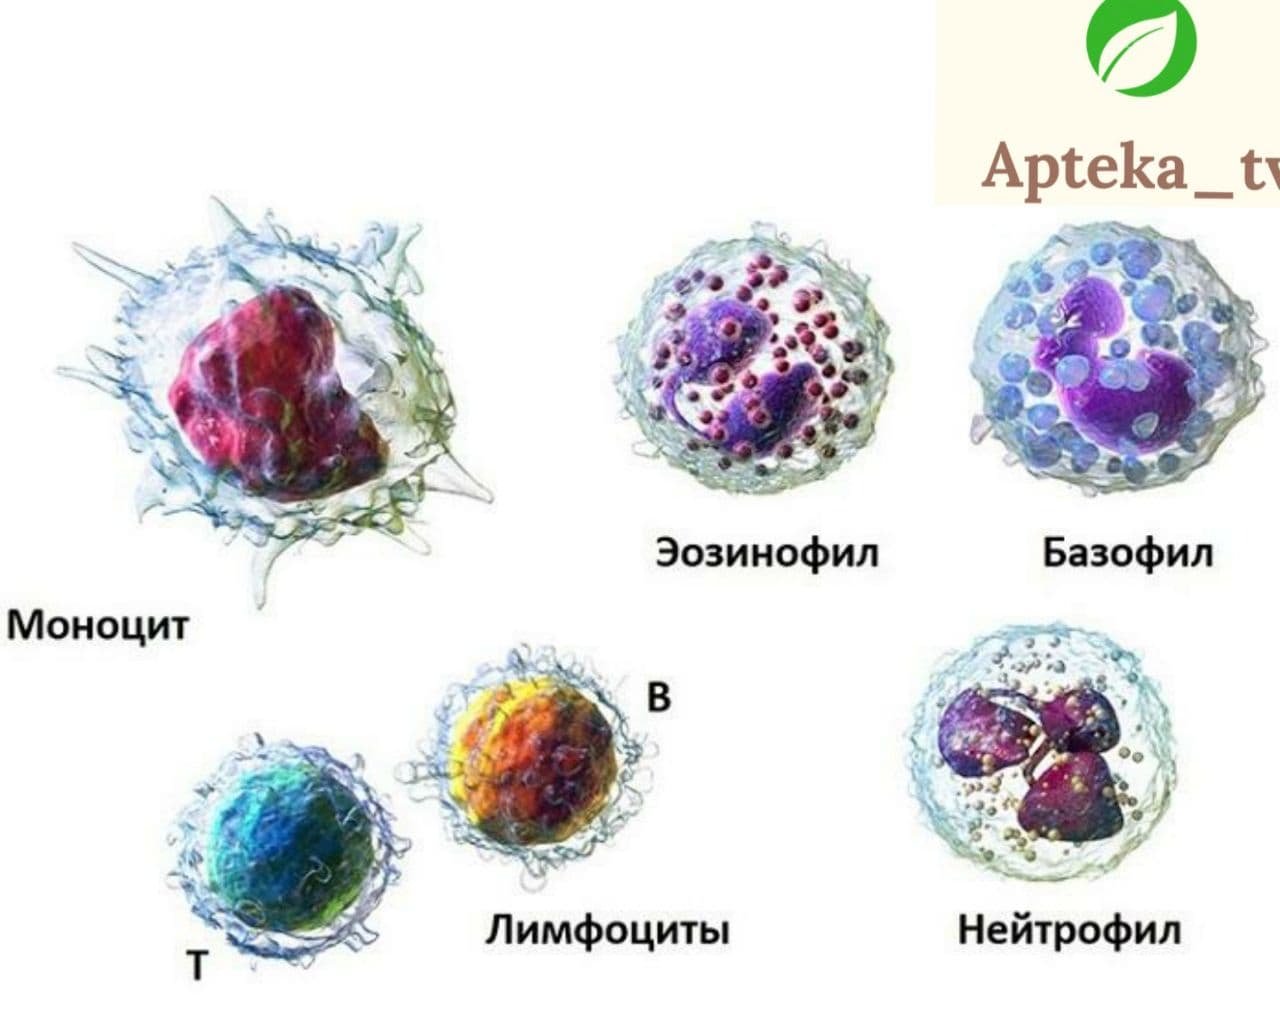 Apteka_tv
Эозинофил
Базофил
Моноцит
В
Т
Лимфоциты
Нейтрофил